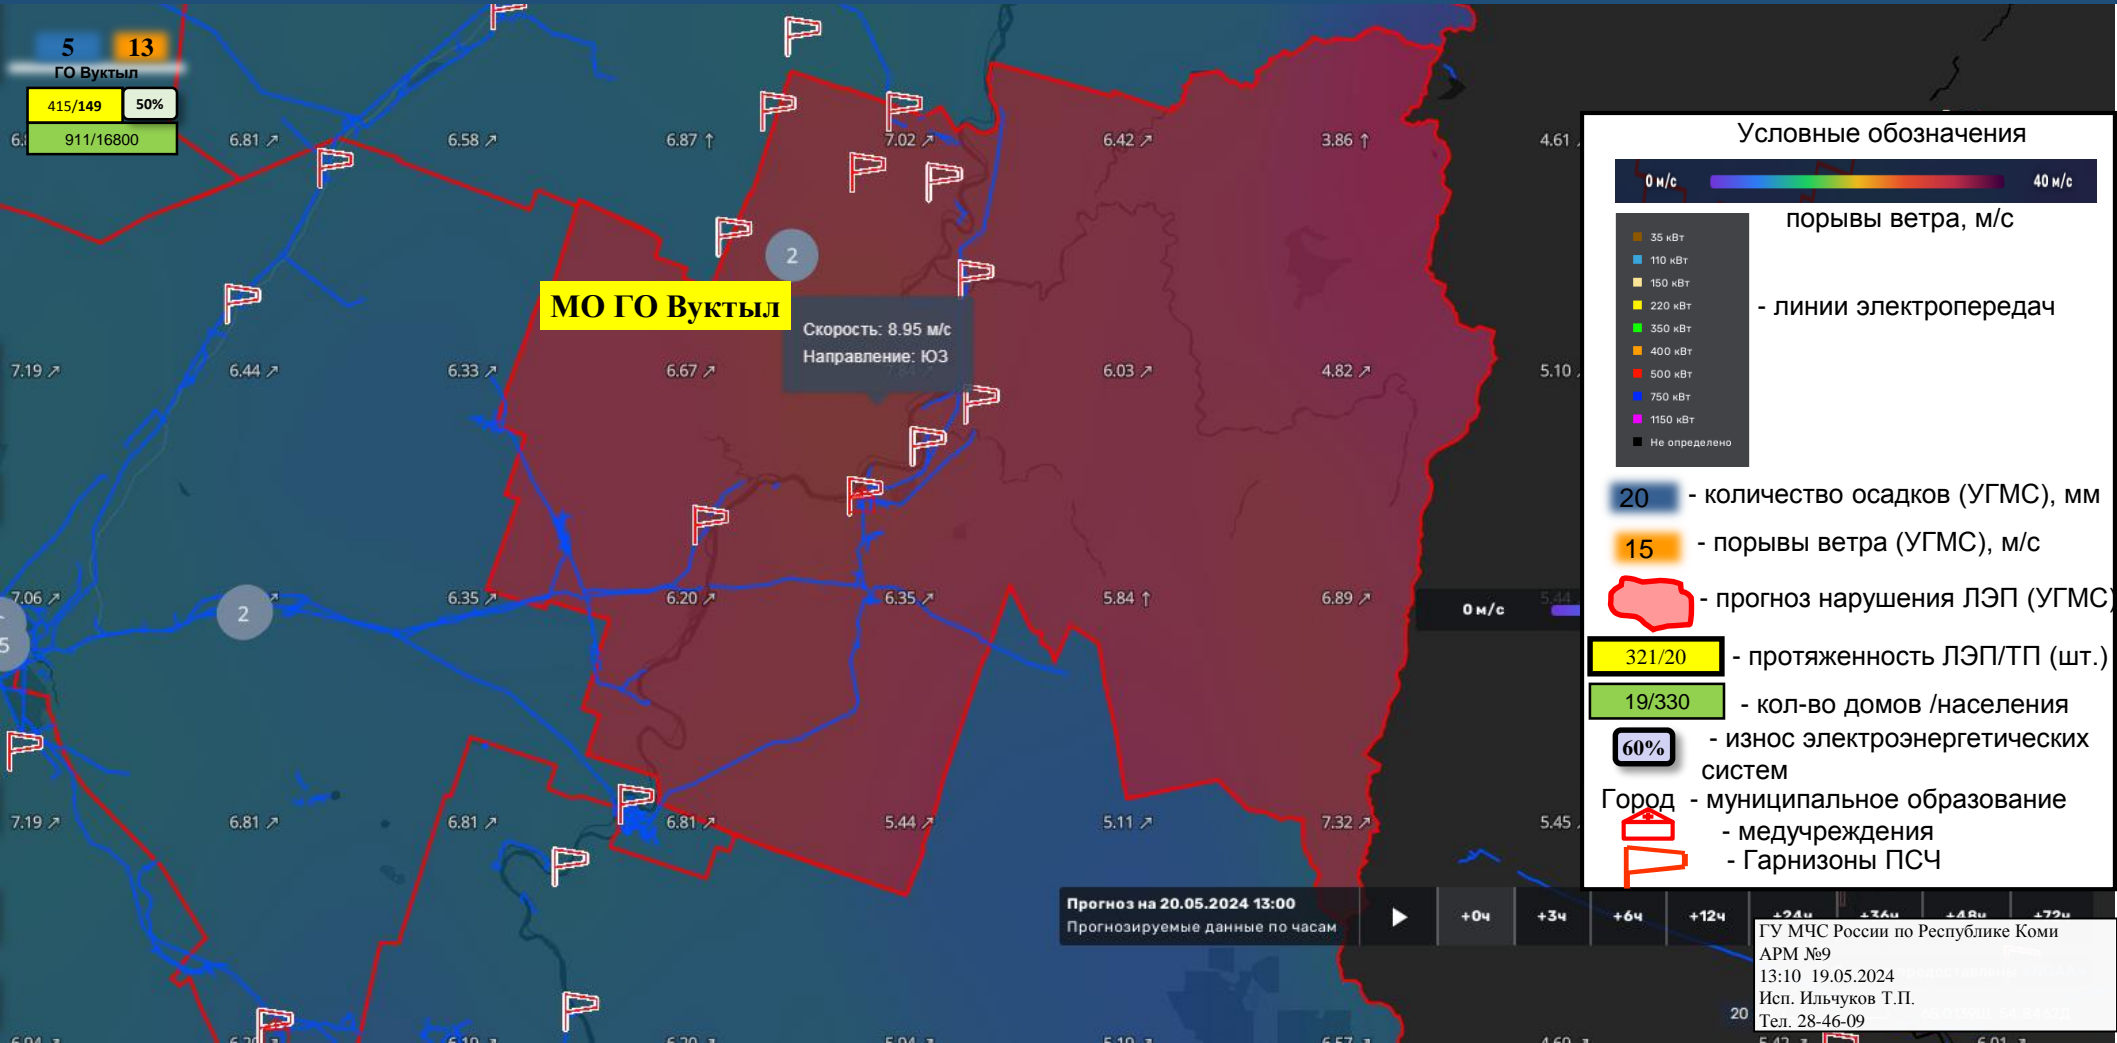 5 13
ГО Вуктыл
415/149 50%
911/16800
6.81 ↗ 6.58 ↗ 6.87 ↑ 7.02 ↗ 6.42 ↗ 3.86 ↑ 4.61
2
МО ГО Вуктыл
Скорость: 8.95 м/с
Направление: ЮЗ
7.19 ↗ 6.44 ↗ 6.33 ↗ 6.67 ↗ 6.03 ↗ 4.82 ↗ 5.10
7.06 ↗ 2 6.35 ↗ 6.20 ↗ 6.35 ↗ 5.84 ↑ 6.89 ↗ 5.44
5
0 м/с
7.19 ↗ 6.81 ↗ 6.81 ↗ 6.81 ↗ 5.44 ↗ 5.11 ↗ 7.32 ↗ 5.45
Прогноз на 20.05.2024 13:00
Прогнозируемые данные по часам
+0ч +3ч +6ч +12ч +24ч +36ч +48ч +72ч
20
Условные обозначения
0 м/с 40 м/с
порывы ветра, м/с
35 кВт
110 кВт
150 кВт
220 кВт
350 кВт
400 кВт
500 кВт
750 кВт
1150 кВт
Не определено
- линии электропередач
20 - количество осадков (УГМС), мм
15 - порывы ветра (УГМС), м/с
- прогноз нарушения ЛЭП (УГМС)
321/20 - протяженность ЛЭП/ТП (шт.)
19/330 - кол-во домов /населения
60% - износ электроэнергетических
систем
Город - муниципальное образование
- медучреждения
- Гарнизоны ПСЧ
ГУ МЧС России по Республике Коми
АРМ №9
13:10 19.05.2024
Исп. Ильчуков Т.П.
Тел. 28-46-09